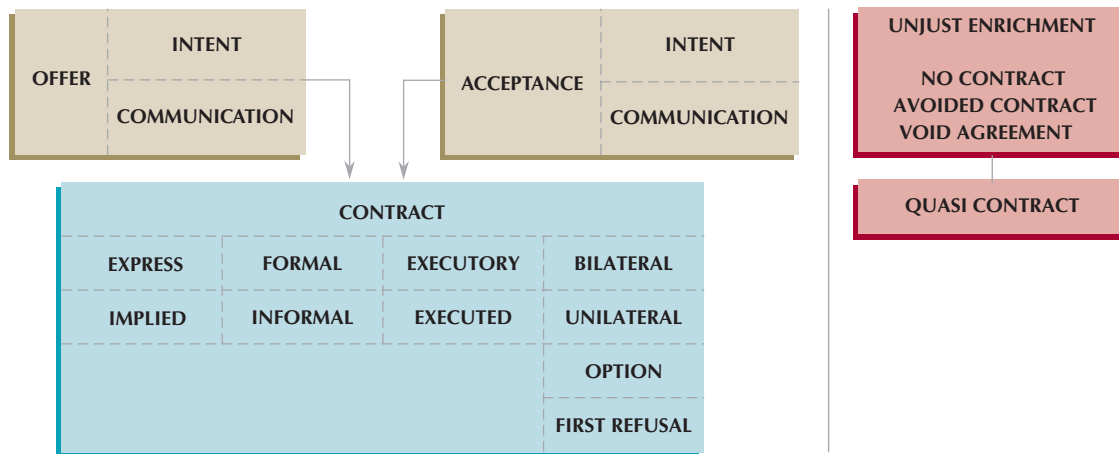 OFFER
INTENT
COMMUNICATION
ACCEPTANCE
INTENT
COMMUNICATION
CONTRACT
EXPRESS FORMAL EXECUTORY BILATERAL
IMPLIED INFORMAL EXECUTED UNILATERAL
OPTION
FIRST REFUSAL
UNJUST ENRICHMENT
NO CONTRACT
AVOIDED CONTRACT
VOID AGREEMENT
QUASI CONTRACT